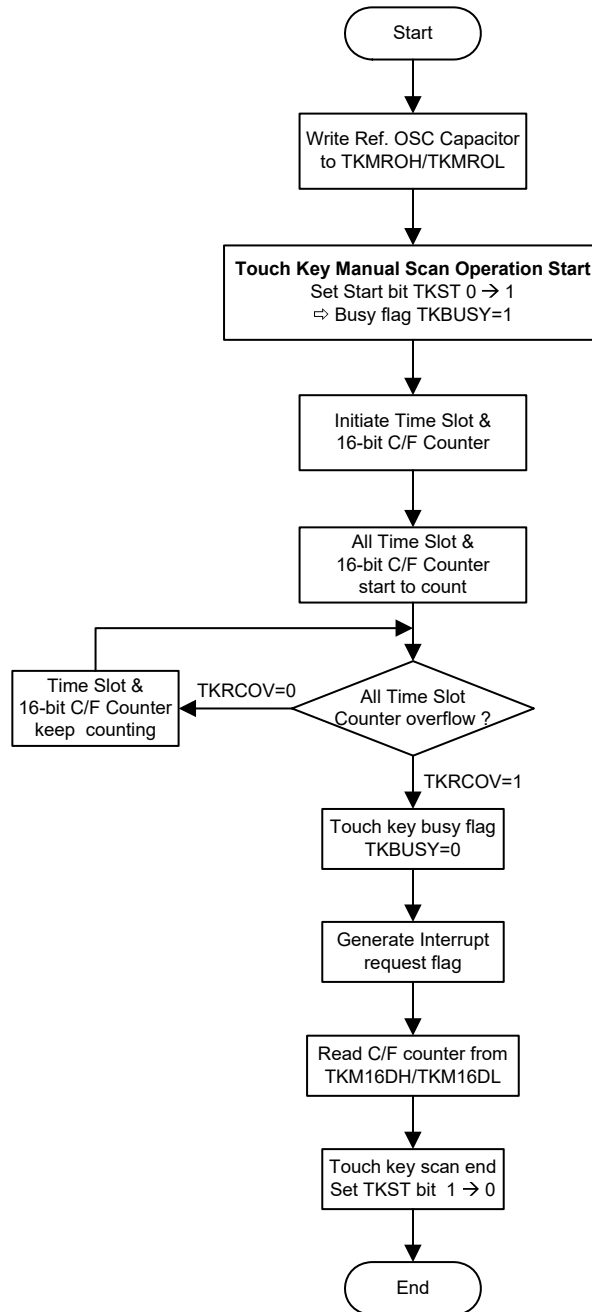 Start
Write Ref. OSC Capacitor
to TKMROH/TKMROL
Touch Key Manual Scan Operation Start
Set Start bit TKST 0 → 1
⇨ Busy flag TKBUSY=1
Initiate Time Slot &
16-bit C/F Counter
All Time Slot &
16-bit C/F Counter
start to count
Time Slot &
16-bit C/F Counter
keep counting
TKRCOV=0
All Time Slot
Counter overflow ?
TKRCOV=1
Touch key busy flag
TKBUSY=0
Generate Interrupt
request flag
Read C/F counter from
TKM16DH/TKM16DL
Touch key scan end
Set TKST bit 1 → 0
End